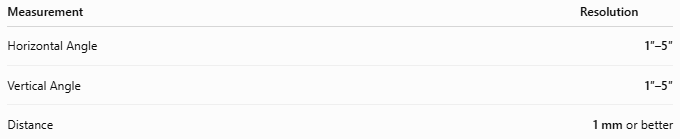 Measurement Resolution
Horizontal Angle 1"–5"
Vertical Angle 1"–5"
Distance 1 mm or better